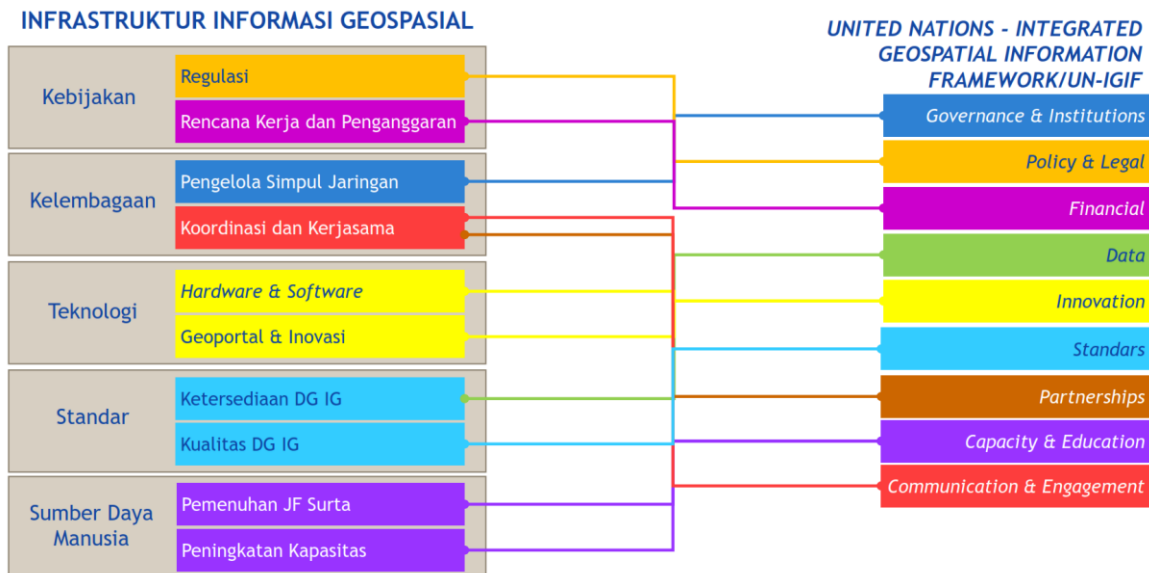 INFRASTRUKTUR INFORMASI GEOSPASIAL
Kebijakan
Regulasi
Rencana Kerja dan Penganggaran
Kelembagaan
Pengelola Simpul Jaringan
Koordinasi dan Kerjasama
Teknologi
Hardware & Software
Geoportal & Inovasi
Standar
Ketersediaan DG IG
Kualitas DG IG
Sumber Daya
Manusia
Pemenuhan JF Surta
Peningkatan Kapasitas
UNITED NATIONS - INTEGRATED
GEOSPATIAL INFORMATION
FRAMEWORK/UN-IGIF
Governance & Institutions
Policy & Legal
Financial
Data
Innovation
Standars
Partnerships
Capacity & Education
Communication & Engagement